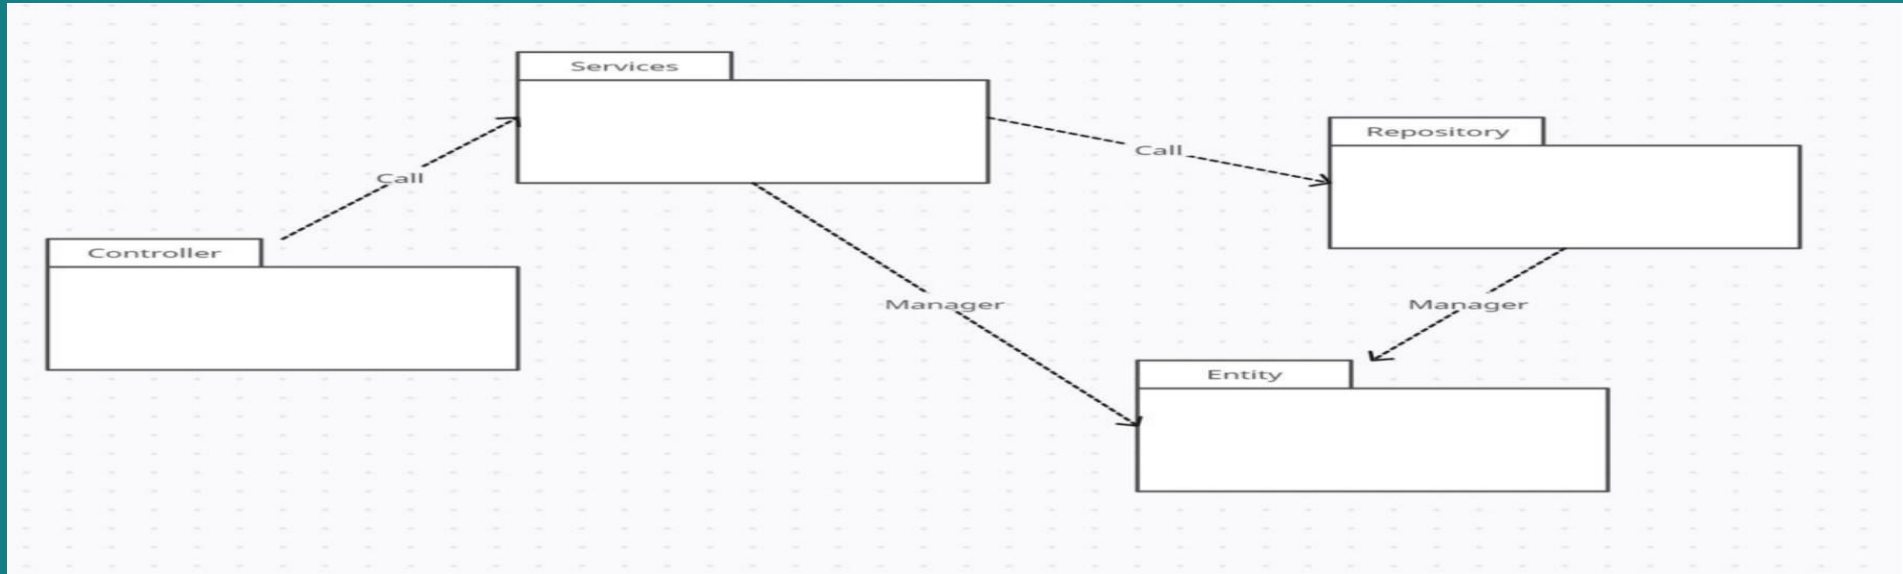 Services
Repository
Call
Call
Controller
Manager
Manager
Entity